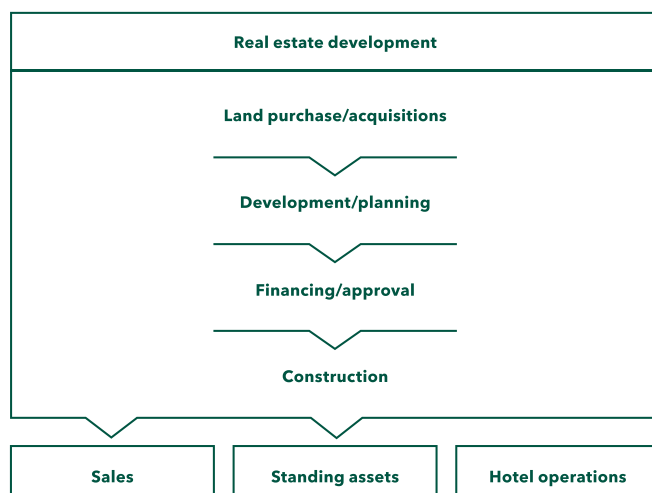 Real estate development
Land purchase/acquisitions
Development/planning
Financing/approval
Construction
Sales
Standing assets
Hotel operations